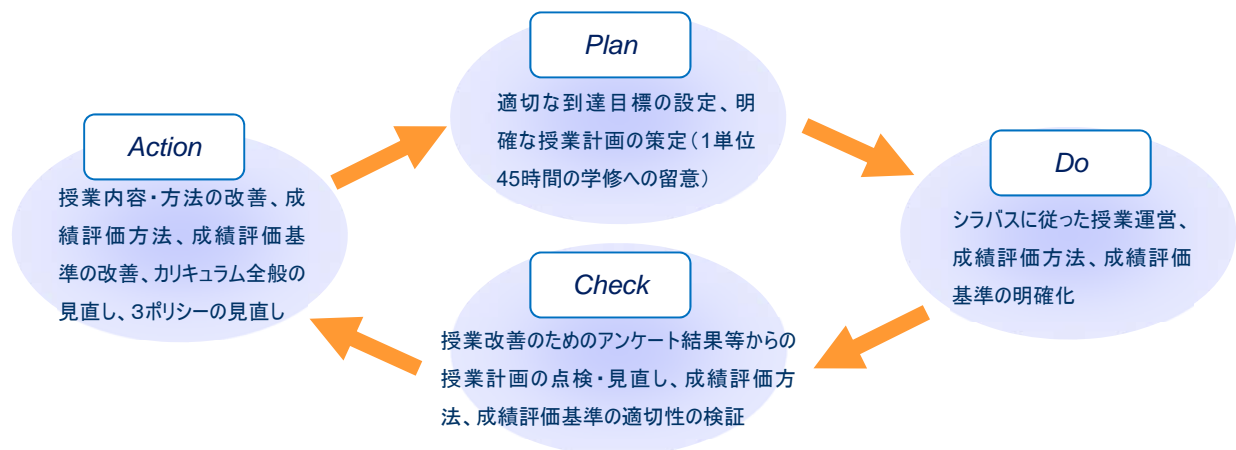 Plan
適切な到達目標の設定、明
確な授業計画の策定(1単位
45時間の学修への留意)
Do
シラバスに従った授業運営、
成績評価方法、成績評価
基準の明確化
Check
授業改善のためのアンケート結果等からの
授業計画の点検・見直し、成績評価方
法、成績評価基準の適切性の検証
Action
授業内容・方法の改善、成
績評価方法、成績評価基
準の改善、カリキュラム全般の
見直し、3ポリシーの見直し